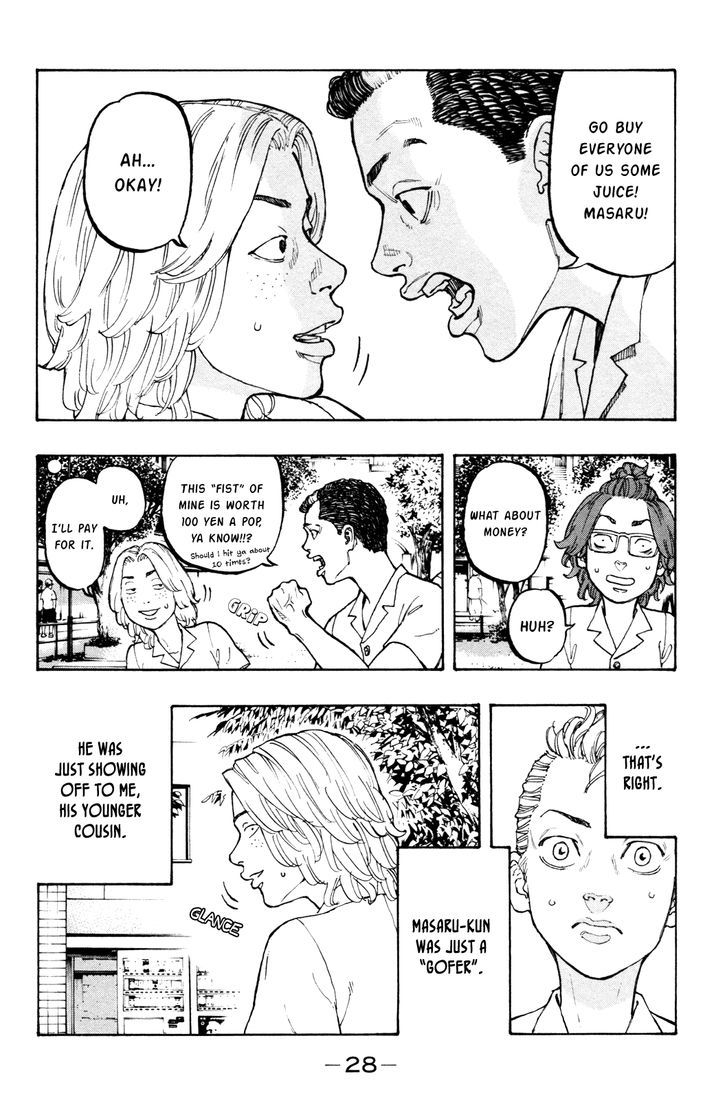 GO BUY
EVERYONE
OF US SOME
JUICE!
MASARU!
AH...
OKAY!
WHAT ABOUT
MONEY?
HUH?
THIS "FIST" OF
MINE IS WORTH
100 YEN A POP,
YA KNOW!!?
Should I hit ya about
10 times?
GRIP
UH,
I'LL PAY
FOR IT.
...
THAT'S
RIGHT.
MASARU-KUN
WAS JUST A
"GOFER".
GLANCE
HE WAS
JUST SHOWING
OFF TO ME,
HIS YOUNGER
COUSIN.
-28-